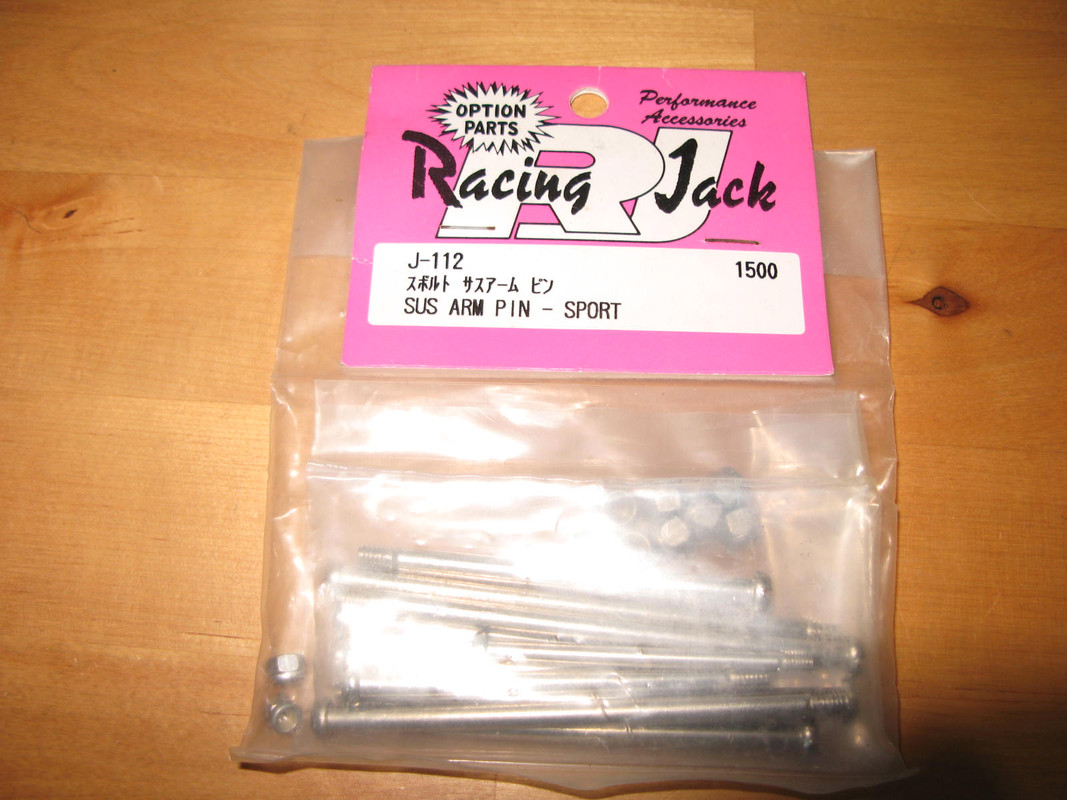 OPTION
PARTS
Performance
Accessories
RJ
Racing Jack
J-112
1500
スポルト サスアーム ピン
SUS ARM PIN - SPORT